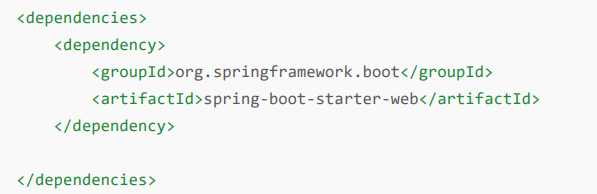 <dependencies>
<dependency>
<groupId>org.springframework.boot</groupId>
<artifactId>spring-boot-starter-web</artifactId>
</dependency>
</dependencies>